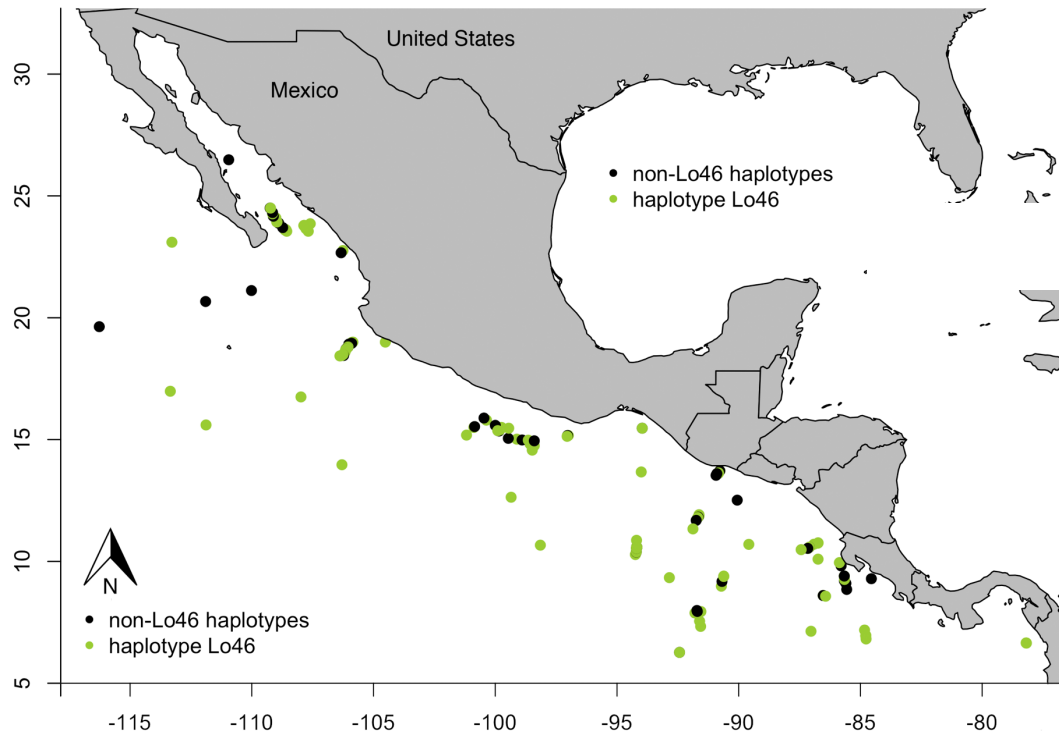 United States
Mexico
non-Lo46 haplotypes
haplotype Lo46
N
non-Lo46 haplotypes
haplotype Lo46
30
25
20
15
10
5
-115 -110 -105 -100 -95 -90 -85 -80